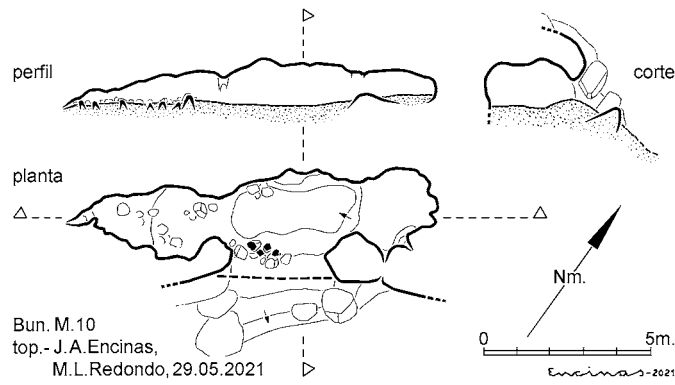 perfil
corte
planta
Nm.
Bun. M.10
top.- J.A.Encinas,
M.L.Redondo, 29.05.2021
0 5m.
Encinas-2021